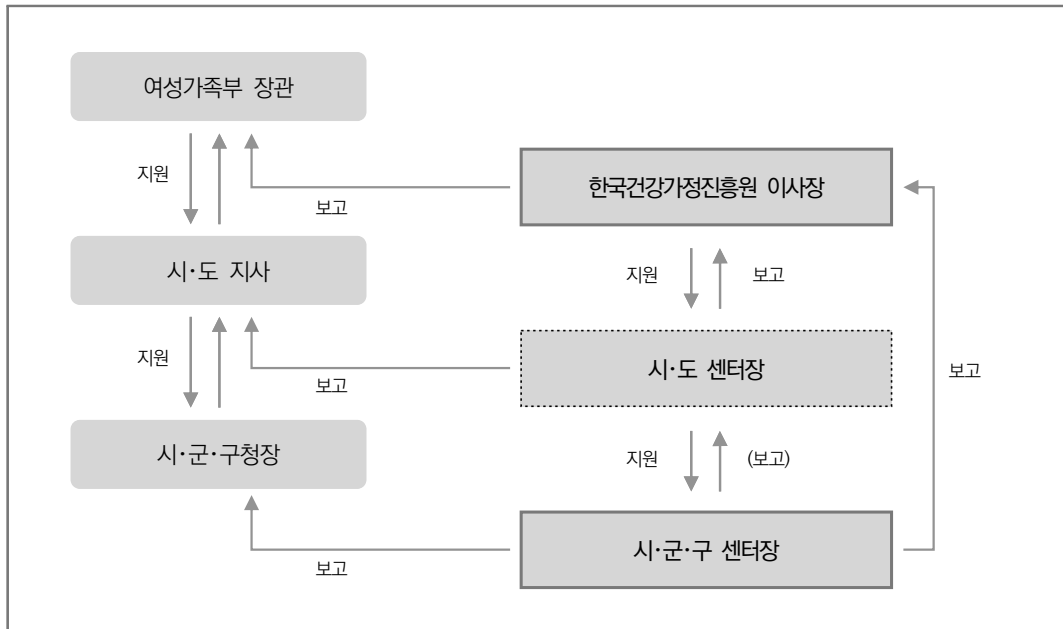 여성가족부 장관
지원
보고
한국건강가정진흥원 이사장
시·도 지사
지원
보고
지원
보고
시·도 센터장
보고
시·군·구청장
지원
(보고)
보고
시·군·구 센터장